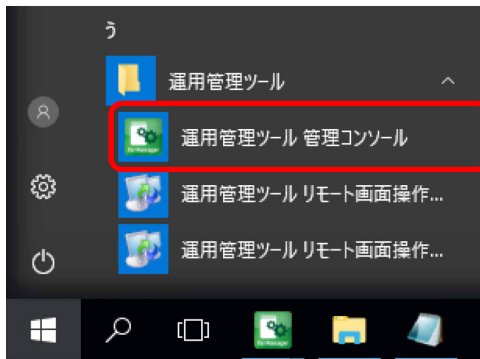 う
運用管理ツール
運用管理ツール 管理コンソール
運用管理ツール リモート画面操作...
運用管理ツール リモート画面操作...